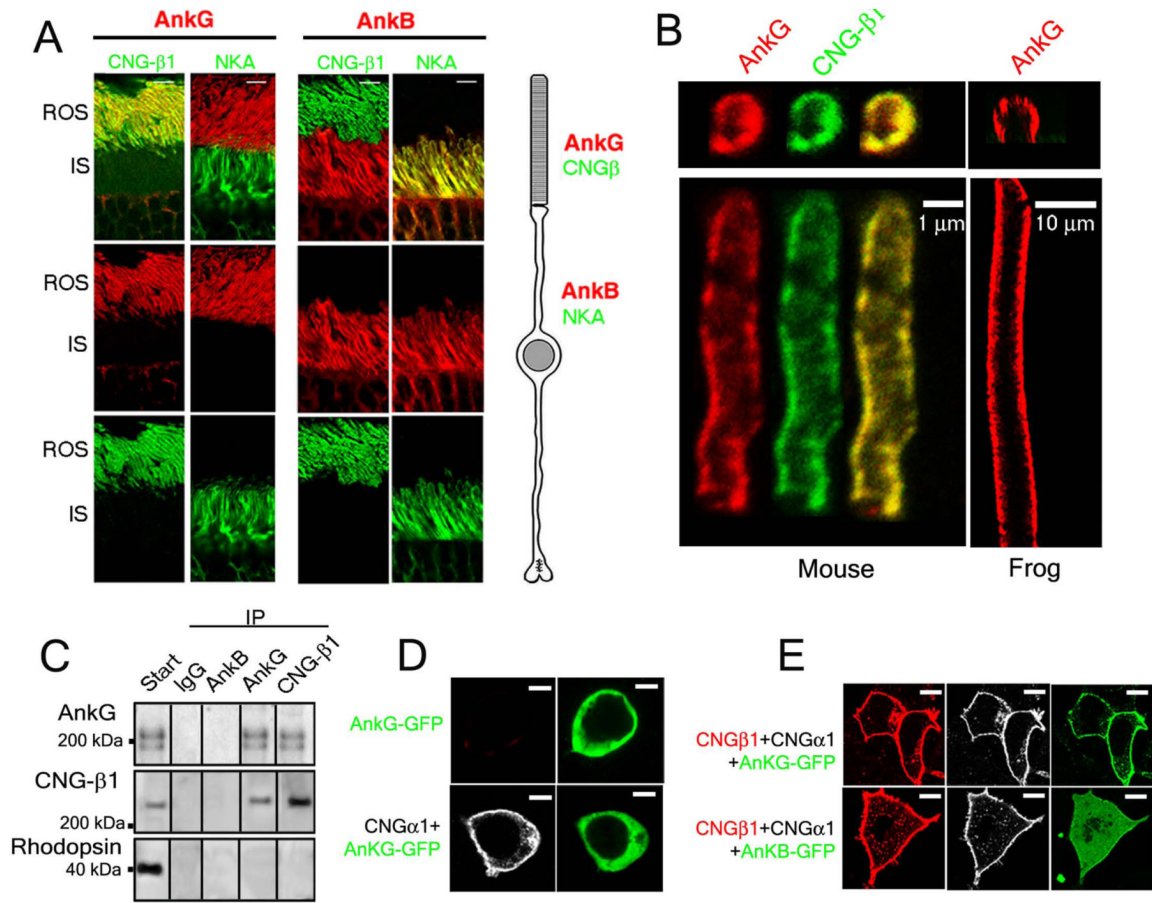 A
AnkG
AnkB
CNG-β1
NKA
CNG-β1
NKA
ROS
IS
ROS
IS
ROS
IS
AnkG
CNGβ
AnkB
NKA
B
AnkG
CNG-β1
AnkG
1 µm
10 µm
Mouse
Frog
C
IP
Start
IgG
AnkB
AnkG
CNG-β1
AnkG
200 kDa
CNG-β1
200 kDa
Rhodopsin
40 kDa
D
AnkG-GFP
CNGα1+
AnKG-GFP
E
CNGβ1+CNGα1
+AnKG-GFP
CNGβ1+CNGα1
+AnKB-GFP